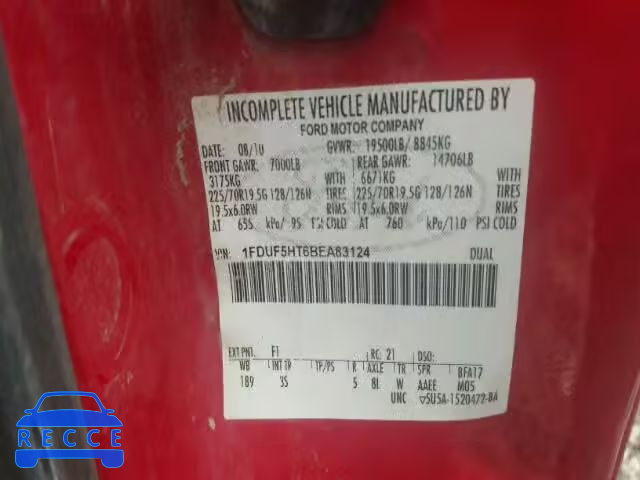 INCOMPLETE VEHICLE MANUFACTURED BY
FORD MOTOR COMPANY
DATE: 08/10 GVWR: 19500LB/ 8845KG
FRONT GAWR: 7000LB REAR GAWR: 14706LB
3175KG WITH 6671KG WITH
225/70R19.5G 128/126N TIRES 225/70R19.5G 128/126N TIRES
19.5x6.0RW RIMS 19.5x6.0RW RIMS
AT 655 kPa/ 95 PSI COLD AT 760 kPa/110 PSI COLD
VIN: 1FDUF5HT6BEA83124 DUAL
EXT PNT: F1 RC: 21 DSO:
WB INT TR TP/PS R AXLE TR SPR BFA17
189 3S 5 8L W AAEE M05
UNC 5U5A-1520472-BA
RECCE